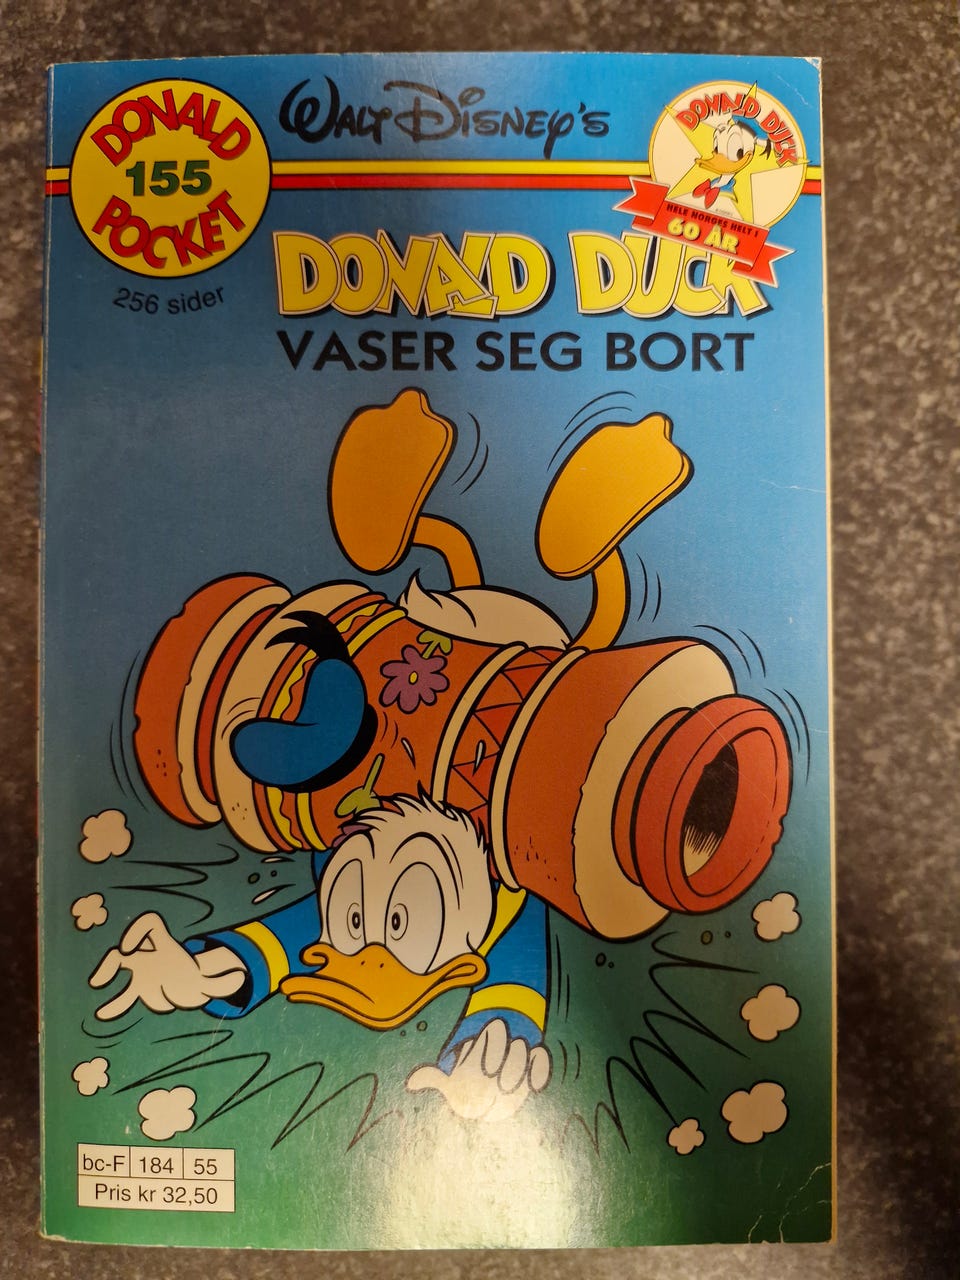 DONALD
155
POCKET
256 sider
WALT DISNEY'S
DONALD DUCK
HELE NORGES HELT I
60 ÅR
DONALD DUCK
VASER SEG BORT
bc-F 184 55
Pris kr 32,50